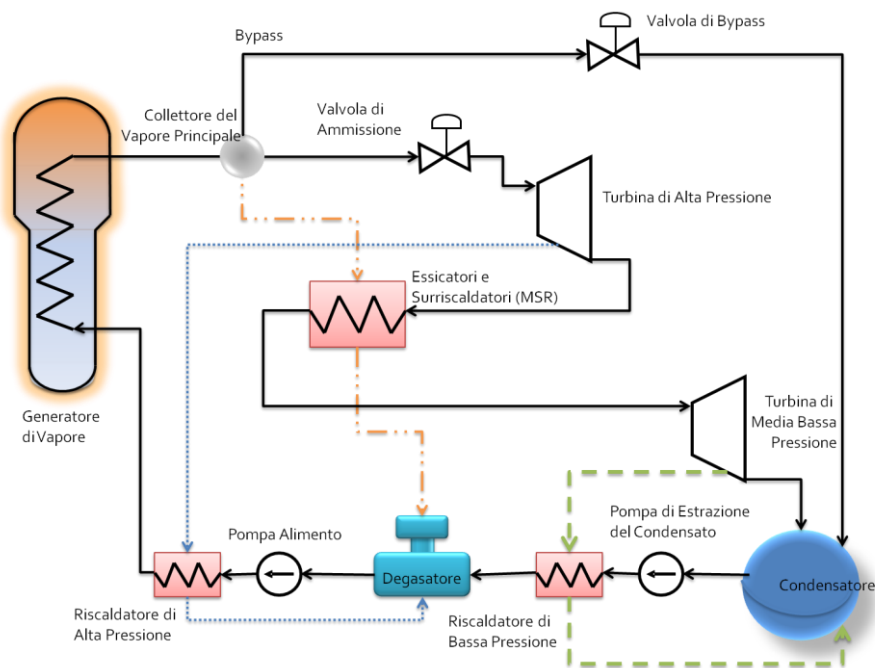 Valvola di Bypass
Bypass
Collettore del
Vapore Principale
Valvola di
Ammissione
Turbina di Alta Pressione
Essicatori e
Surriscaldatori (MSR)
Generatore
di Vapore
Turbina di
Media Bassa
Pressione
Pompa Alimento
Pompa di Estrazione
del Condensato
Degasatore
Condensatore
Riscaldatore di
Alta Pressione
Riscaldatore di
Bassa Pressione